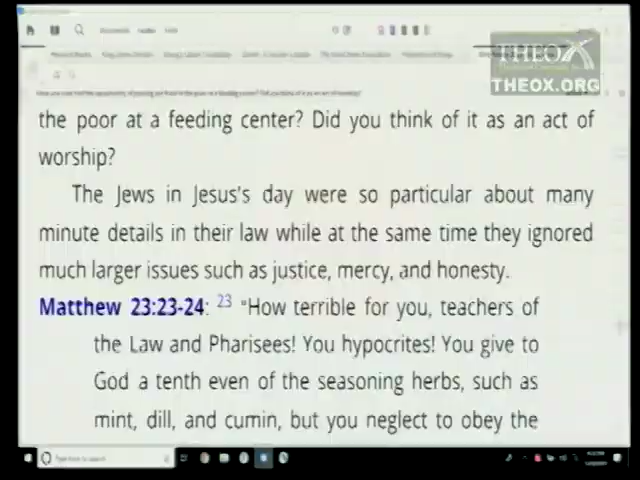 THEOX
THEOX.ORG
the poor at a feeding center? Did you think of it as an act of
worship?
The Jews in Jesus's day were so particular about many
minute details in their law while at the same time they ignored
much larger issues such as justice, mercy, and honesty.
Matthew 23:23-24: 23 "How terrible for you, teachers of
the Law and Pharisees! You hypocrites! You give to
God a tenth even of the seasoning herbs, such as
mint, dill, and cumin, but you neglect to obey the
Type here to search